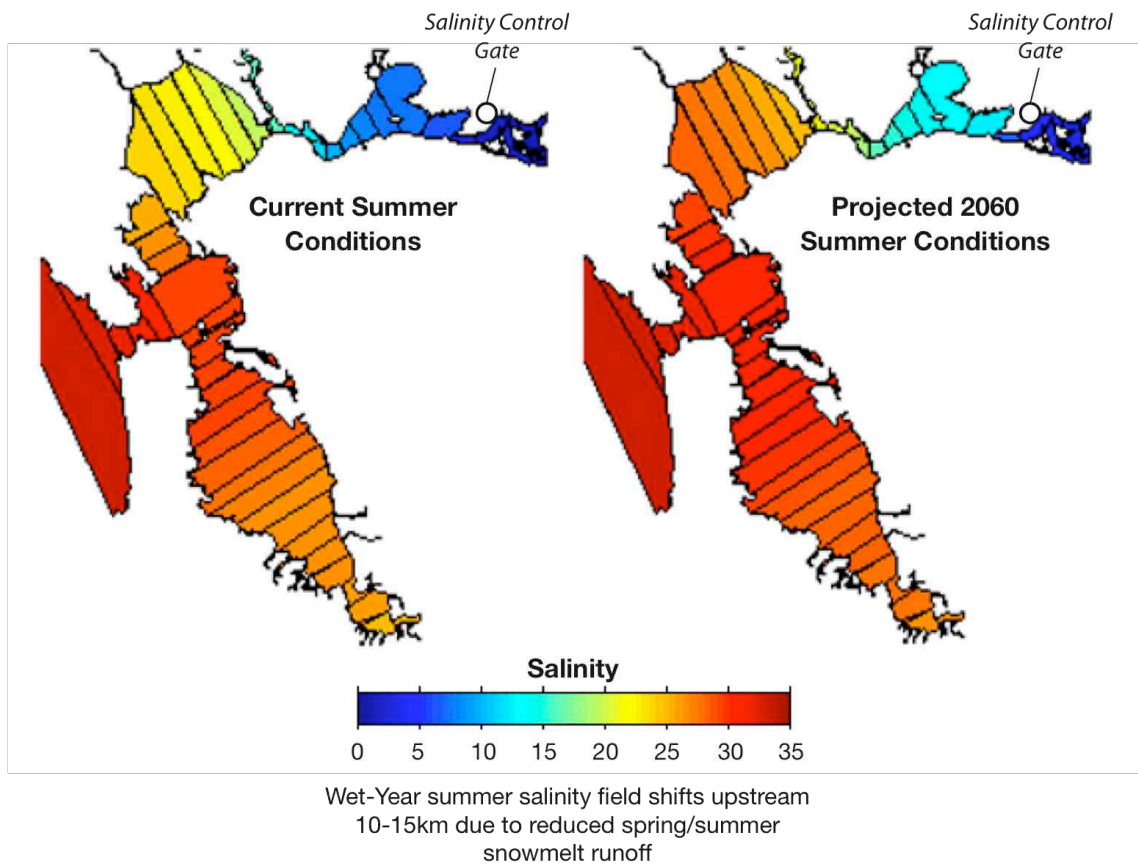 Salinity Control
Gate
Salinity Control
Gate
Current Summer
Conditions
Projected 2060
Summer Conditions
Salinity
0 5 10 15 20 25 30 35
Wet-Year summer salinity field shifts upstream
10-15km due to reduced spring/summer
snowmelt runoff